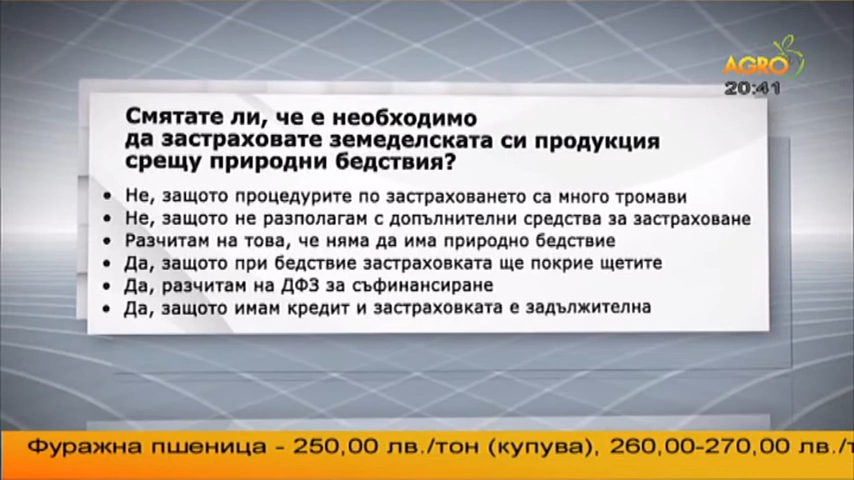 AGRO
20:41
Смятате ли, че е необходимо
да застраховате земеделската си продукция
срещу природни бедствия?
• Не, защото процедурите по застраховането са много тромави
• Не, защото не разполагам с допълнителни средства за застраховане
• Разчитам на това, че няма да има природно бедствие
• Да, защото при бедствие застраховката ще покрие щетите
• Да, разчитам на ДФЗ за съфинансиране
• Да, защото имам кредит и застраховката е задължителна
Фуражна пшеница - 250,00 лв./тон (купува), 260,00-270,00 лв./т